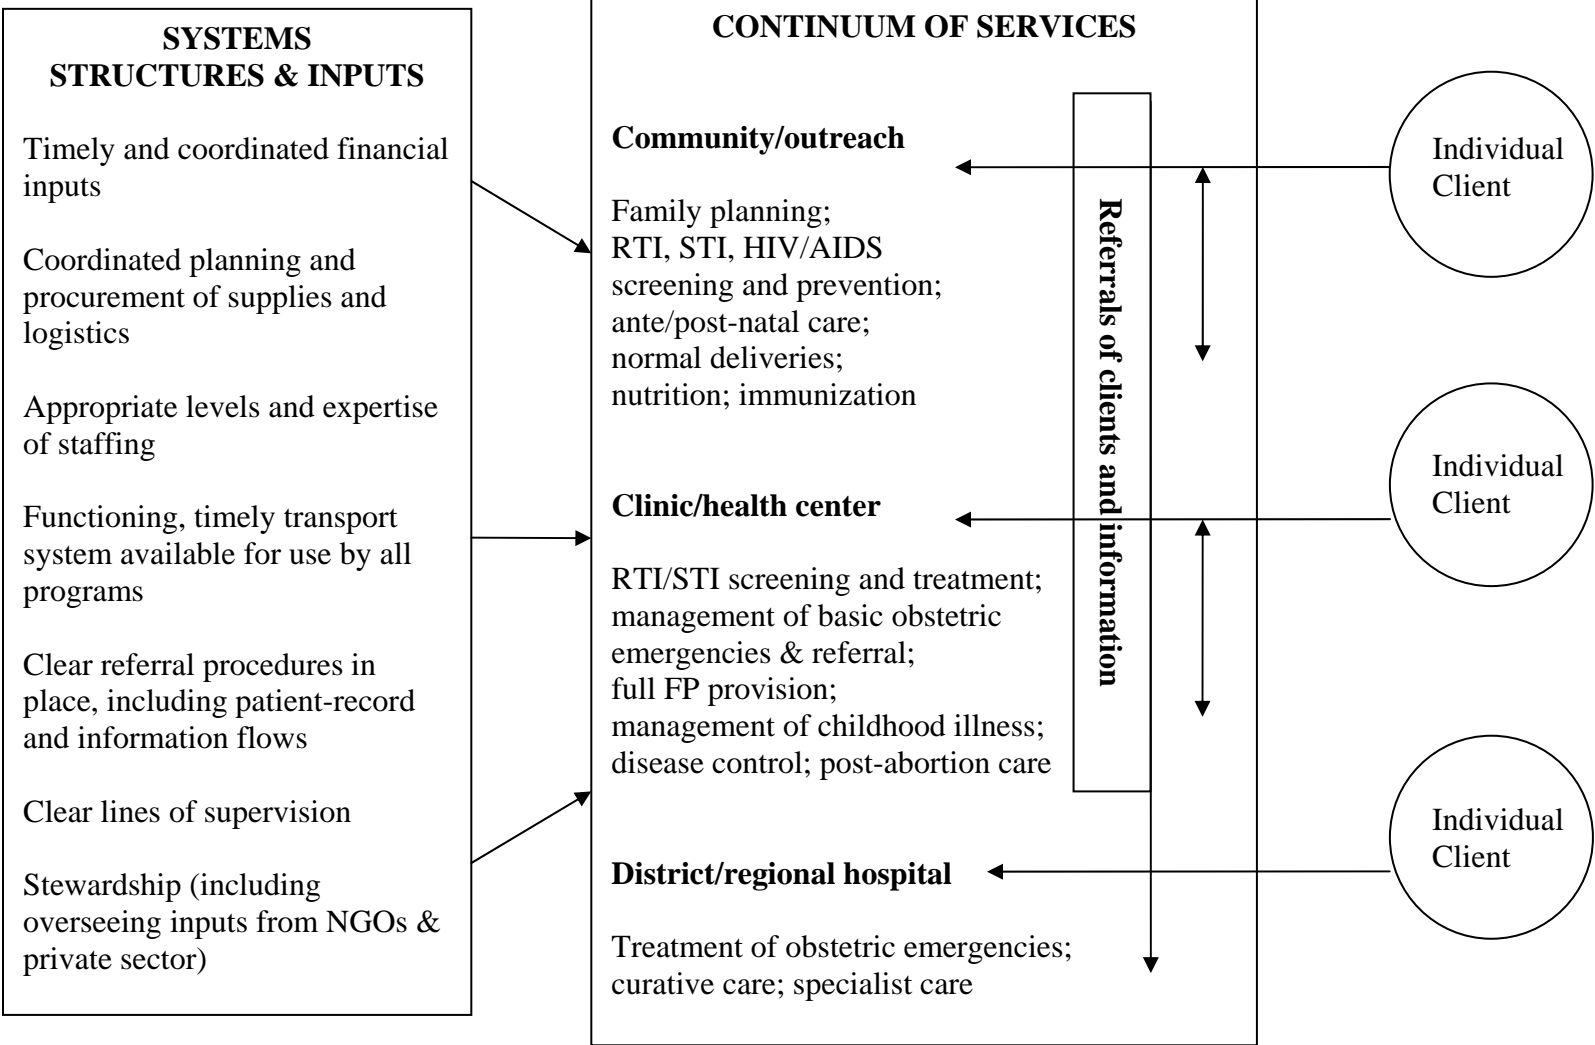 SYSTEMS
STRUCTURES & INPUTS
Timely and coordinated financial
inputs
Coordinated planning and
procurement of supplies and
logistics
Appropriate levels and expertise
of staffing
Functioning, timely transport
system available for use by all
programs
Clear referral procedures in
place, including patient-record
and information flows
Clear lines of supervision
Stewardship (including
overseeing inputs from NGOs &
private sector)
CONTINUUM OF SERVICES
Community/outreach
Family planning;
RTI, STI, HIV/AIDS
screening and prevention;
ante/post-natal care;
normal deliveries;
nutrition; immunization
Clinic/health center
RTI/STI screening and treatment;
management of basic obstetric
emergencies & referral;
full FP provision;
management of childhood illness;
disease control; post-abortion care
District/regional hospital
Treatment of obstetric emergencies;
curative care; specialist care
Referrals of clients and information
Individual
Client
Individual
Client
Individual
Client